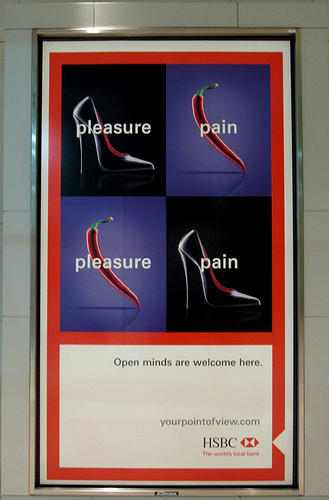 pleasure pain
pleasure pain
Open minds are welcome here.
yourpointofview.com
HSBC
The world's local bank